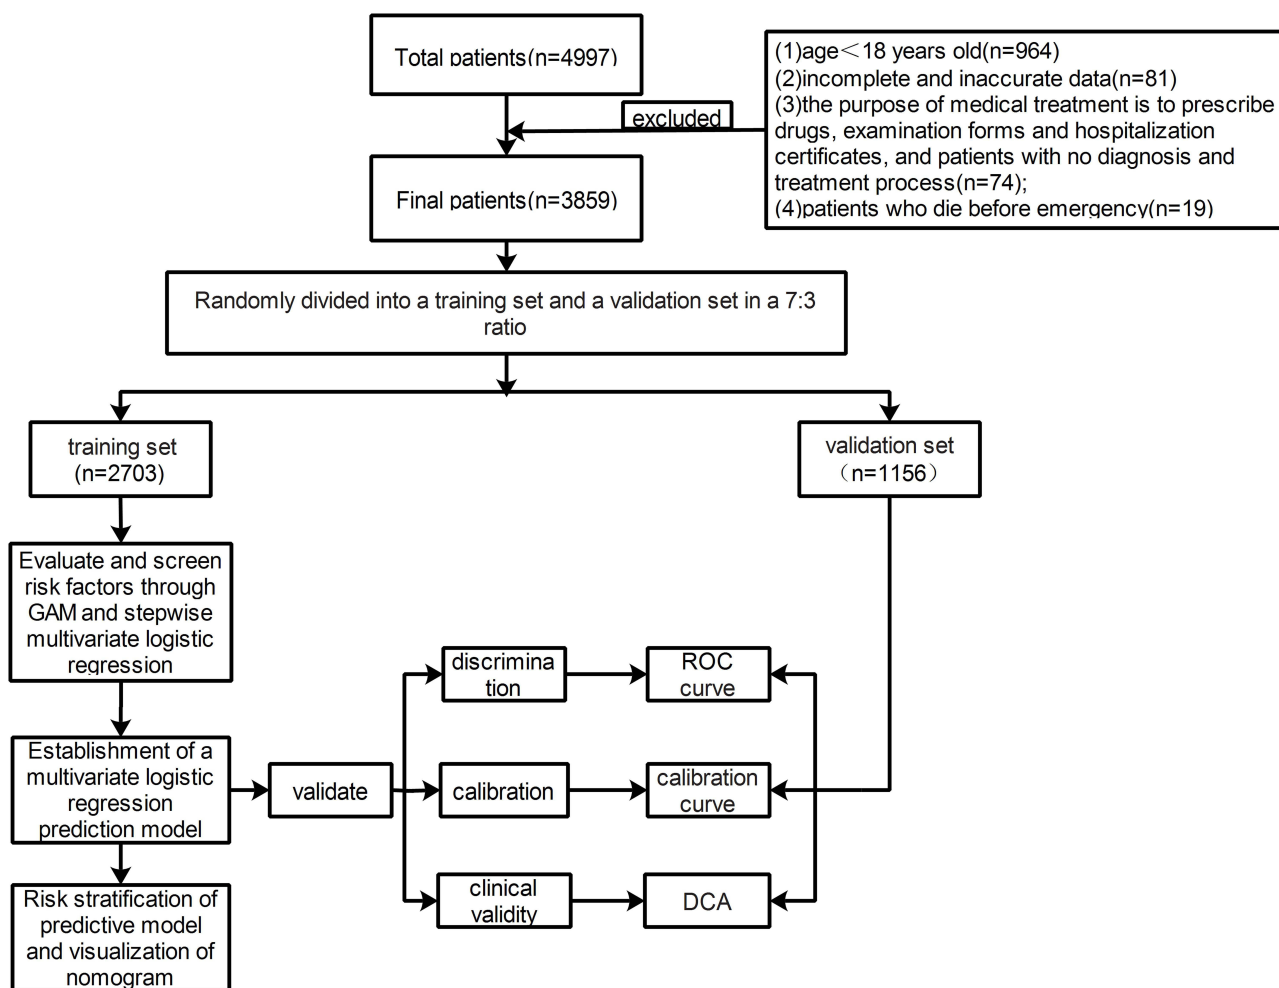 Total patients(n=4997)
(1)age＜18 years old(n=964)
(2)incomplete and inaccurate data(n=81)
(3)the purpose of medical treatment is to prescribe
drugs, examination forms and hospitalization
certificates, and patients with no diagnosis and
treatment process(n=74);
(4)patients who die before emergency(n=19)
excluded
Final patients(n=3859)
Randomly divided into a training set and a validation set in a 7:3
ratio
training set
(n=2703)
validation set
（n=1156）
Evaluate and screen
risk factors through
GAM and stepwise
multivariate logistic
regression
Establishment of a
multivariate logistic
regression
prediction model
validate
discrimina
tion
ROC
curve
calibration
calibration
curve
clinical
validity
DCA
Risk stratification of
predictive model
and visualization of
nomogram